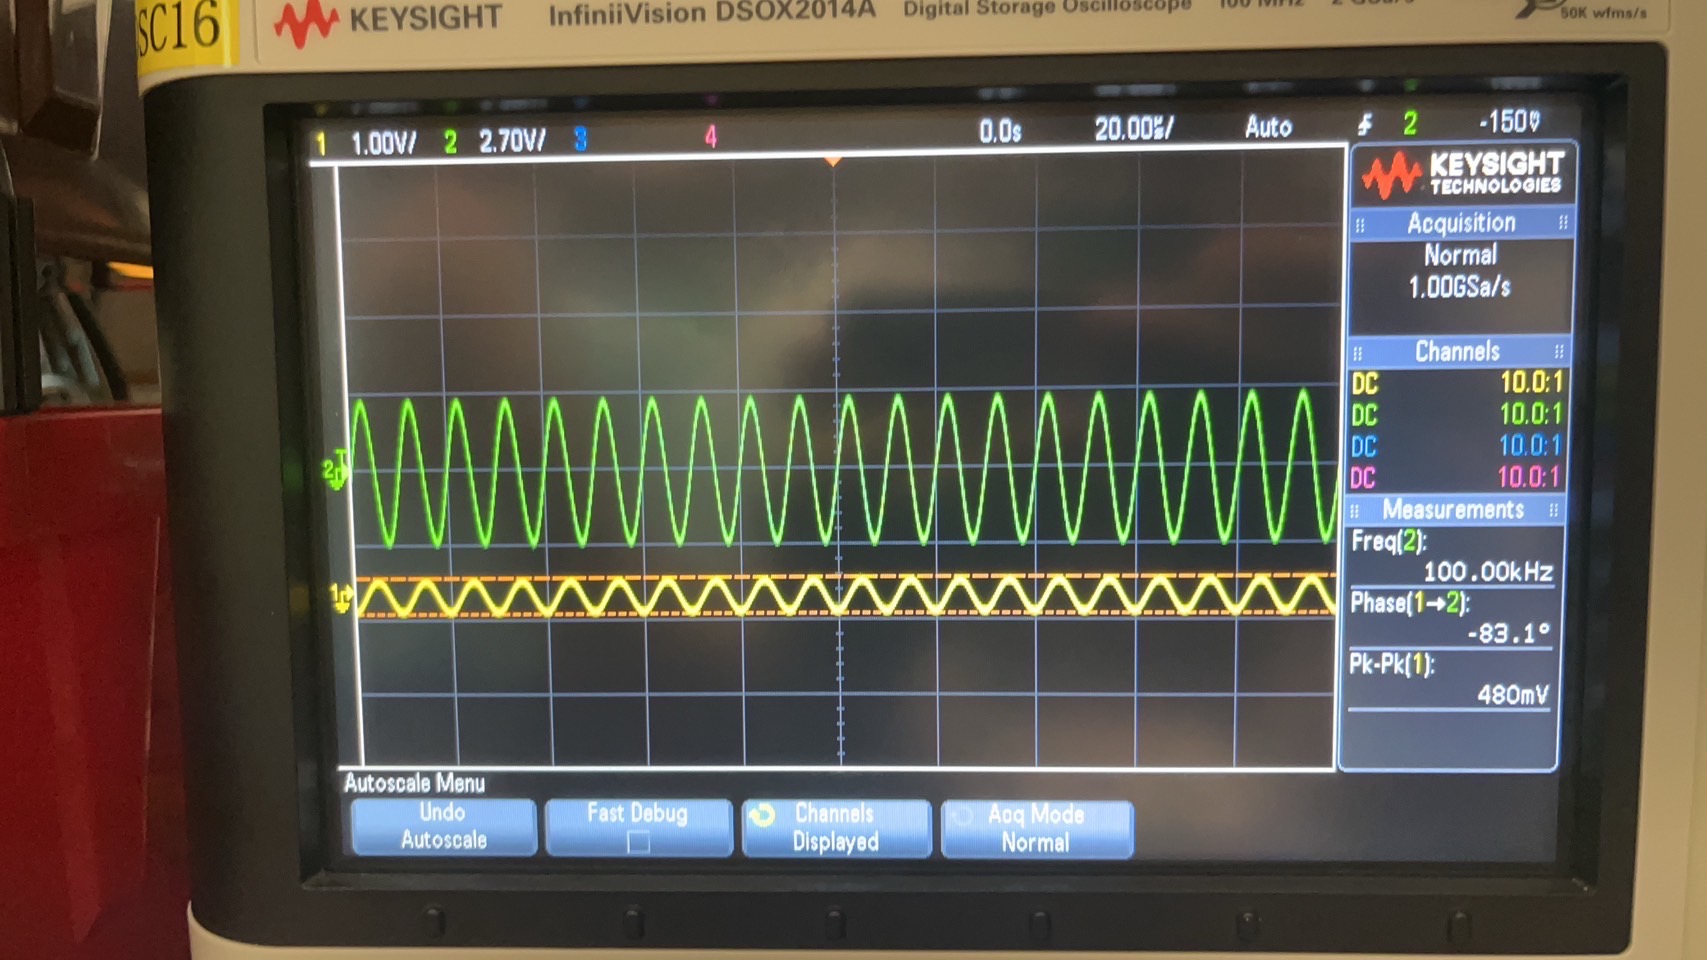 SC16
KEYSIGHT InfiniiVision DSOX2014A Digital Storage Oscilloscope 100 MHz 2 GSa/s
50K wfms/s
1 1.00V/ 2 2.70V/ 3 4 0.0s 20.00µs/ Auto 2 -150V
KEYSIGHT
TECHNOLOGIES
Acquisition
Normal
1.00GSa/s
Channels
DC 10.0:1
DC 10.0:1
DC 10.0:1
DC 10.0:1
Measurements
Freq(2):
100.00kHz
Phase(1→2):
-83.1°
Pk-Pk(1):
480mV
2
T
1
Autoscale Menu
Undo
Autoscale
Fast Debug
Channels
Displayed
Acq Mode
Normal